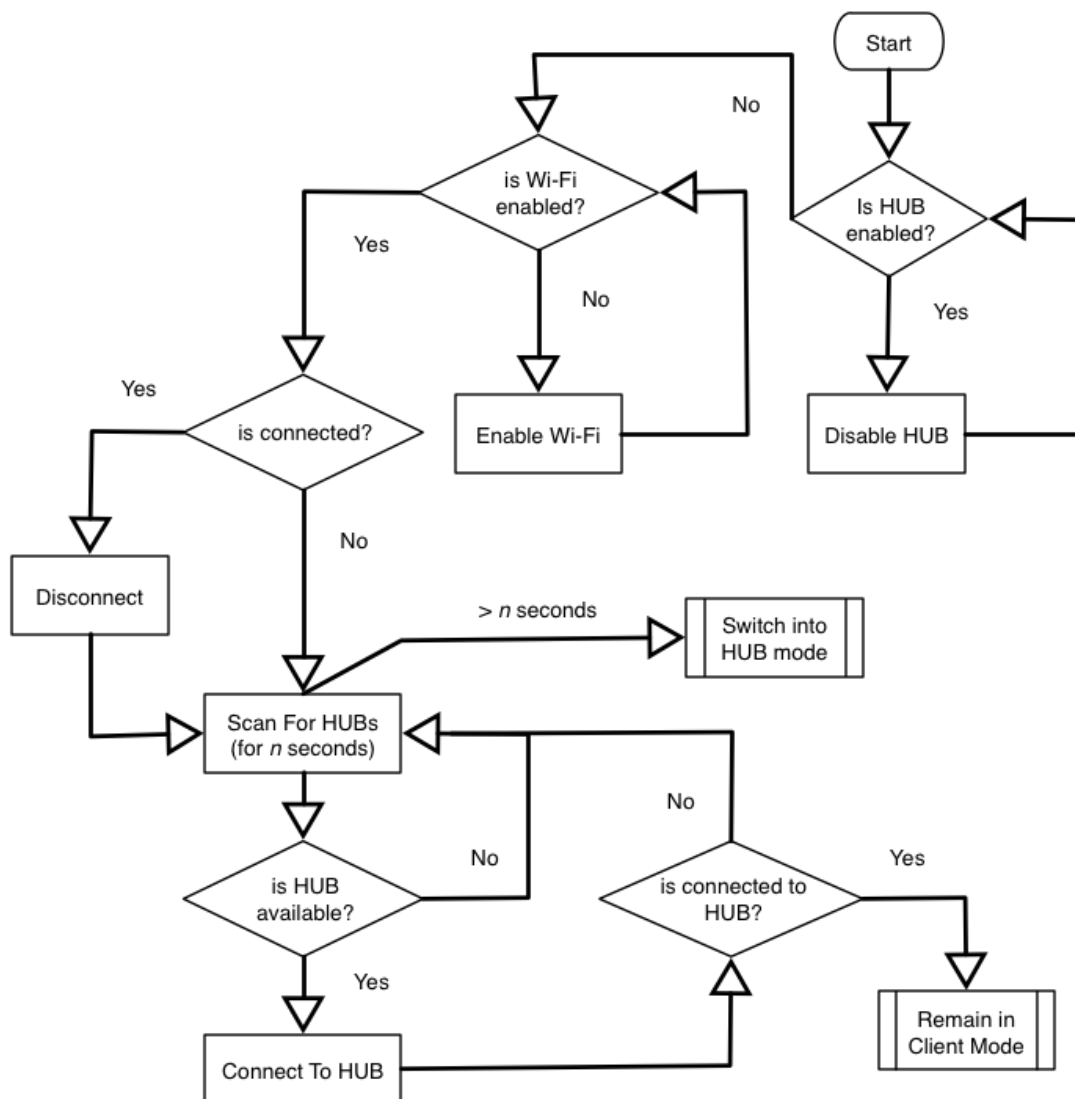 Start
No
is Wi-Fi
enabled?
Is HUB
enabled?
Yes
No
Yes
Yes
Enable Wi-Fi
Disable HUB
is connected?
No
Disconnect
> n seconds
Switch into
HUB mode
Scan For HUBs
(for n seconds)
No
No
Yes
is HUB
available?
is connected to
HUB?
Yes
Remain in
Client Mode
Connect To HUB